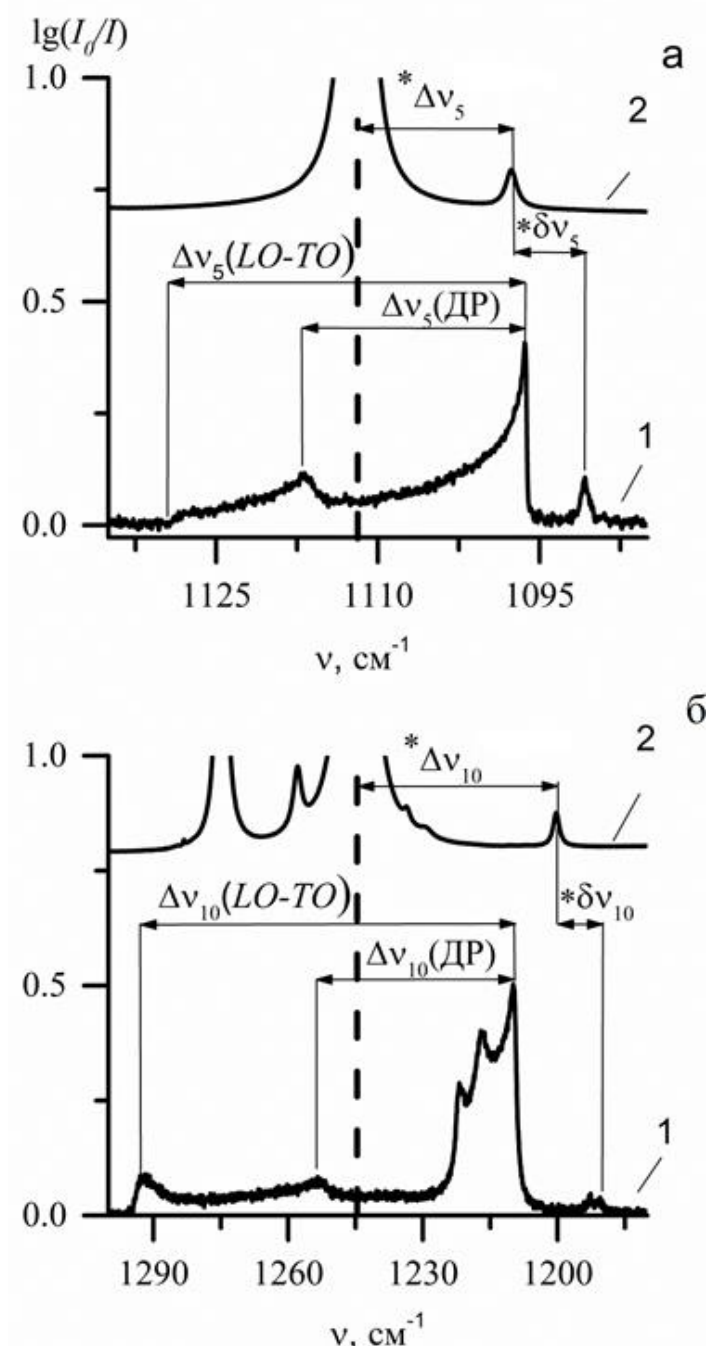 lg(I₀/I)
а
1.0
*Δν₅
2
*δν₅
Δν₅(LO-TO)
0.5
Δν₅(ДР)
1
0.0
1125 1110 1095
ν, см⁻¹
б
1.0
*Δν₁₀
2
Δν₁₀(LO-TO)
*δν₁₀
Δν₁₀(ДР)
0.5
1
0.0
1290 1260 1230 1200
ν, см⁻¹